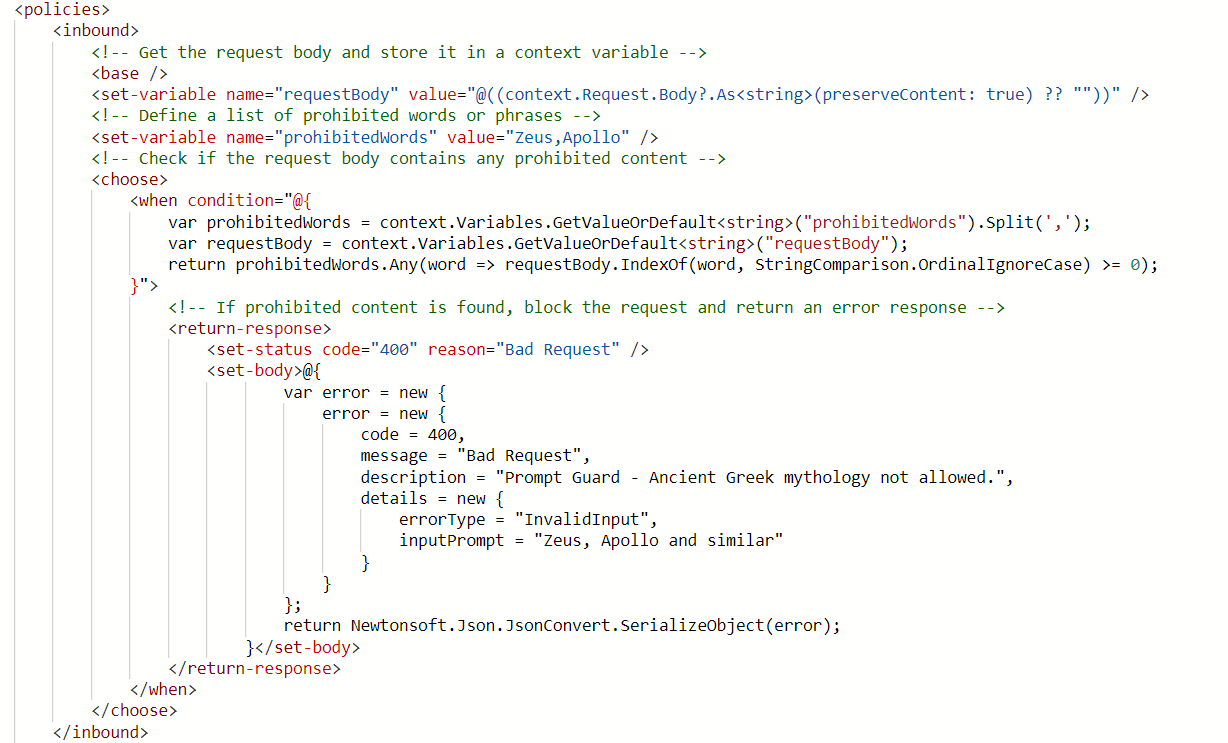 <policies>
<inbound>
<!-- Get the request body and store it in a context variable -->
<base />
<set-variable name="requestBody" value="@((context.Request.Body?.As<string>(preserveContent: true) ?? ""))" />
<!-- Define a list of prohibited words or phrases -->
<set-variable name="prohibitedWords" value="Zeus,Apollo" />
<!-- Check if the request body contains any prohibited content -->
<choose>
<when condition="@{
var prohibitedWords = context.Variables.GetValueOrDefault<string>("prohibitedWords").Split(',');
var requestBody = context.Variables.GetValueOrDefault<string>("requestBody");
return prohibitedWords.Any(word => requestBody.IndexOf(word, StringComparison.OrdinalIgnoreCase) >= 0);
}">
<!-- If prohibited content is found, block the request and return an error response -->
<return-response>
<set-status code="400" reason="Bad Request" />
<set-body>@{
var error = new {
error = new {
code = 400,
message = "Bad Request",
description = "Prompt Guard - Ancient Greek mythology not allowed.",
details = new {
errorType = "InvalidInput",
inputPrompt = "Zeus, Apollo and similar"
}
}
};
return Newtonsoft.Json.JsonConvert.SerializeObject(error);
}</set-body>
</return-response>
</when>
</choose>
</inbound>